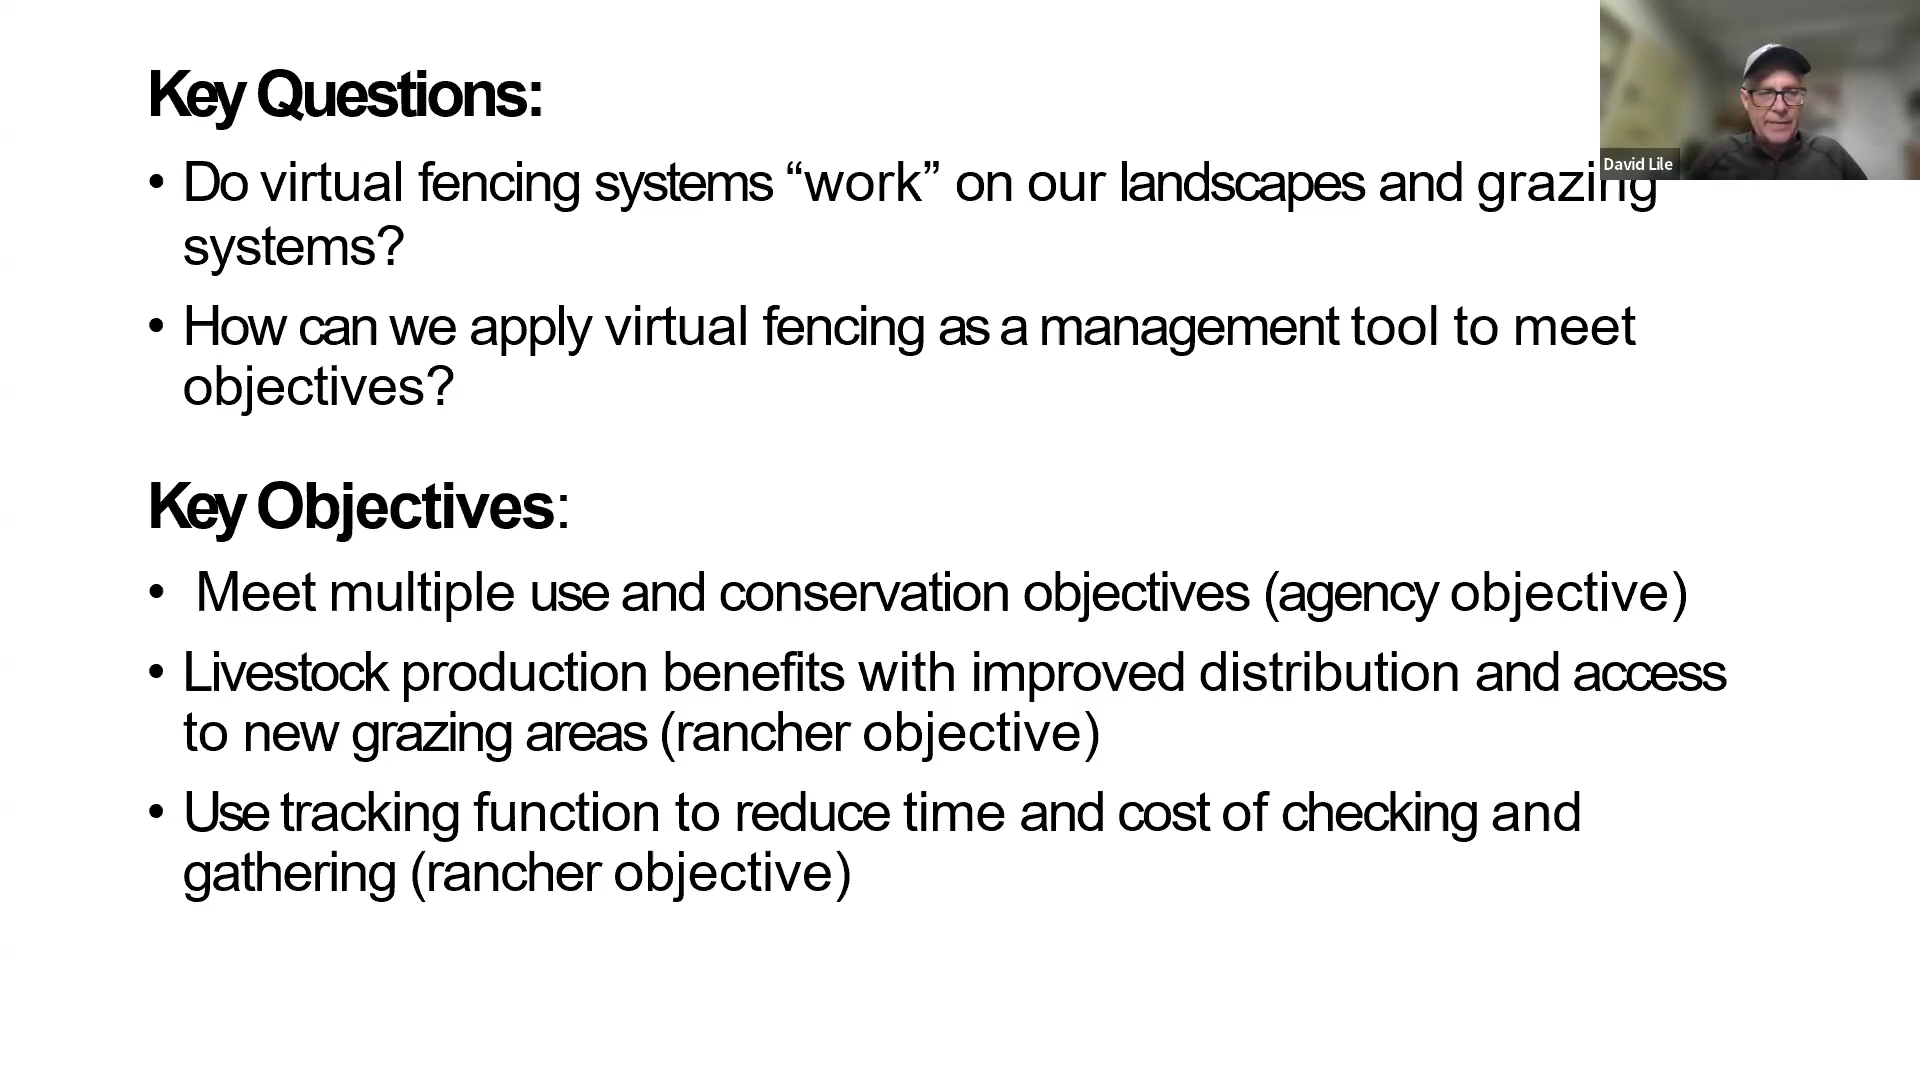 Key Questions:
• Do virtual fencing systems “work” on our landscapes and grazing
systems?
• How can we apply virtual fencing as a management tool to meet
objectives?
Key Objectives:
• Meet multiple use and conservation objectives (agency objective)
• Livestock production benefits with improved distribution and access
to new grazing areas (rancher objective)
• Use tracking function to reduce time and cost of checking and
gathering (rancher objective)
David Lile